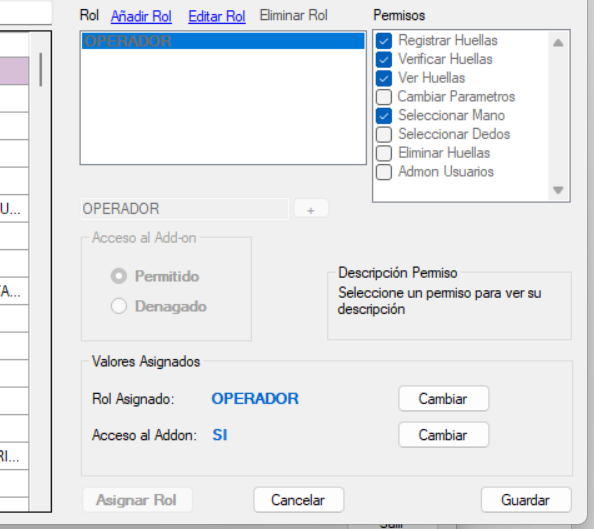 Rol Añadir Rol Editar Rol Eliminar Rol Permisos
OPERADOR
Registrar Huellas
Verificar Huellas
Ver Huellas
Cambiar Parametros
Seleccionar Mano
Seleccionar Dedos
Eliminar Huellas
Admon Usuarios
U...
OPERADOR +
Acceso al Add-on
Permitido
Denagado
Descripción Permiso
Seleccione un permiso para ver su
descripción
A...
Valores Asignados
Rol Asignado: OPERADOR Cambiar
Acceso al Addon: SI Cambiar
RI...
Asignar Rol Cancelar Guardar